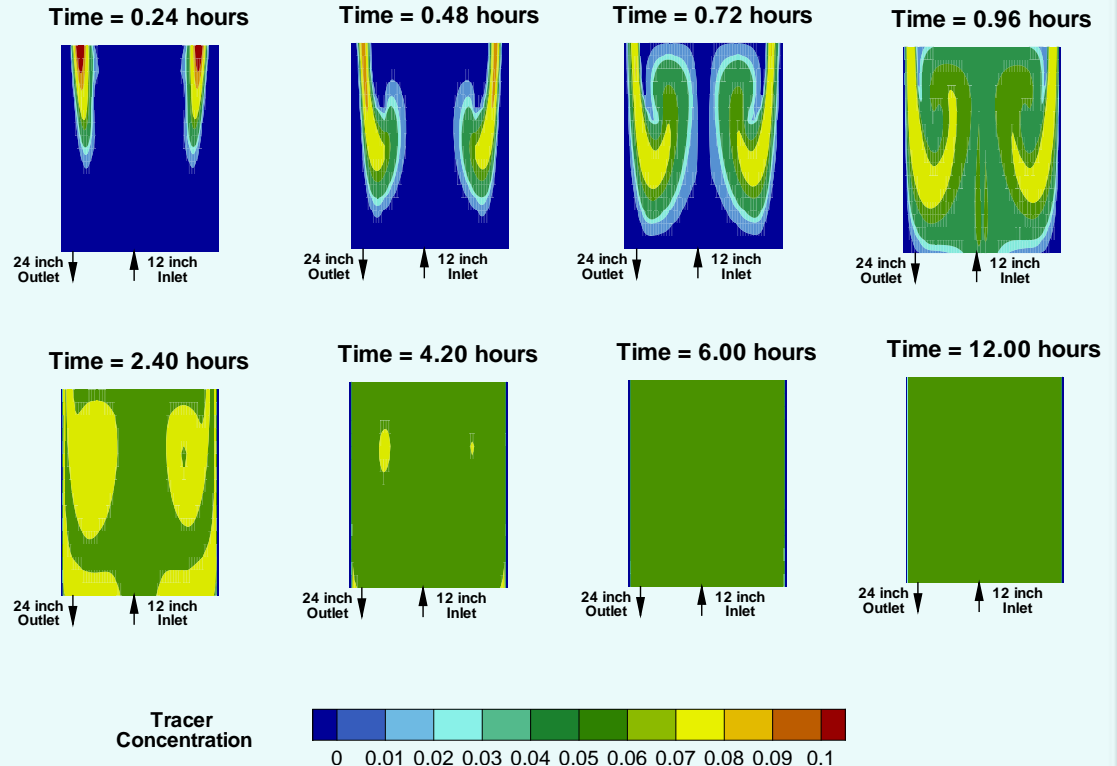 Time = 0.24 hours
24 inch
Outlet
12 inch
Inlet
Time = 0.48 hours
24 inch
Outlet
12 inch
Inlet
Time = 0.72 hours
24 inch
Outlet
12 inch
Inlet
Time = 0.96 hours
24 inch
Outlet
12 inch
Inlet
Time = 2.40 hours
24 inch
Outlet
12 inch
Inlet
Time = 4.20 hours
24 inch
Outlet
12 inch
Inlet
Time = 6.00 hours
24 inch
Outlet
12 inch
Inlet
Time = 12.00 hours
24 inch
Outlet
12 inch
Inlet
Tracer
Concentration
0 0.01 0.02 0.03 0.04 0.05 0.06 0.07 0.08 0.09 0.1